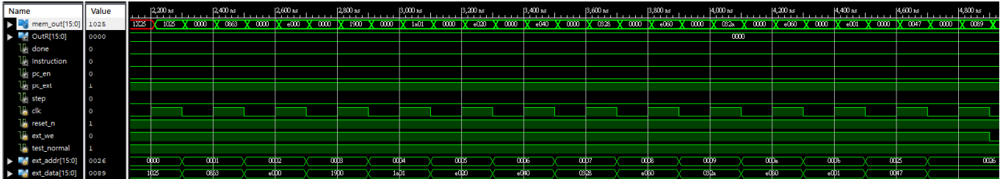 Name Value 2,200 ns 2,400 ns 2,600 ns 2,800 ns 3,000 ns 3,200 ns 3,400 ns 3,600 ns 3,800 ns 4,000 ns 4,200 ns 4,400 ns 4,600 ns 4,800 ns
mem_out[15:0] 1025 1X25 1025 0000 0863 0000 e000 0000 1900 0000 1a01 0000 e020 0000 e040 0000 0328 0000 e060 0000 032a 0000 e060 0000 e001 0000 0047 0000 0089
OutR[15:0] 0000 0000
done 0
Instruction 0
pc_en 0
pc_ext 1
step 0
clk 0
reset_n 1
ext_we 0
test_normal 1
ext_addr[15:0] 0026 0000 0001 0002 0003 0004 0005 0006 0007 0008 0009 000a 000b 0025 0026
ext_data[15:0] 0089 1025 0863 e000 1900 1a01 e020 e040 0328 e060 032a e060 e001 0047